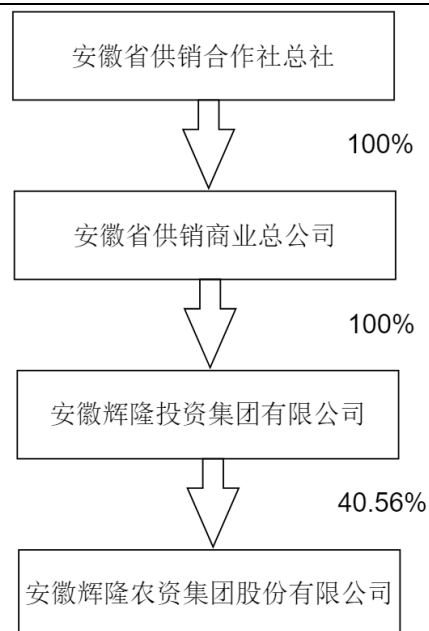 安徽省供销合作社总社
100%
安徽省供销商业总公司
100%
安徽辉隆投资集团有限公司
40.56%
安徽辉隆农资集团股份有限公司